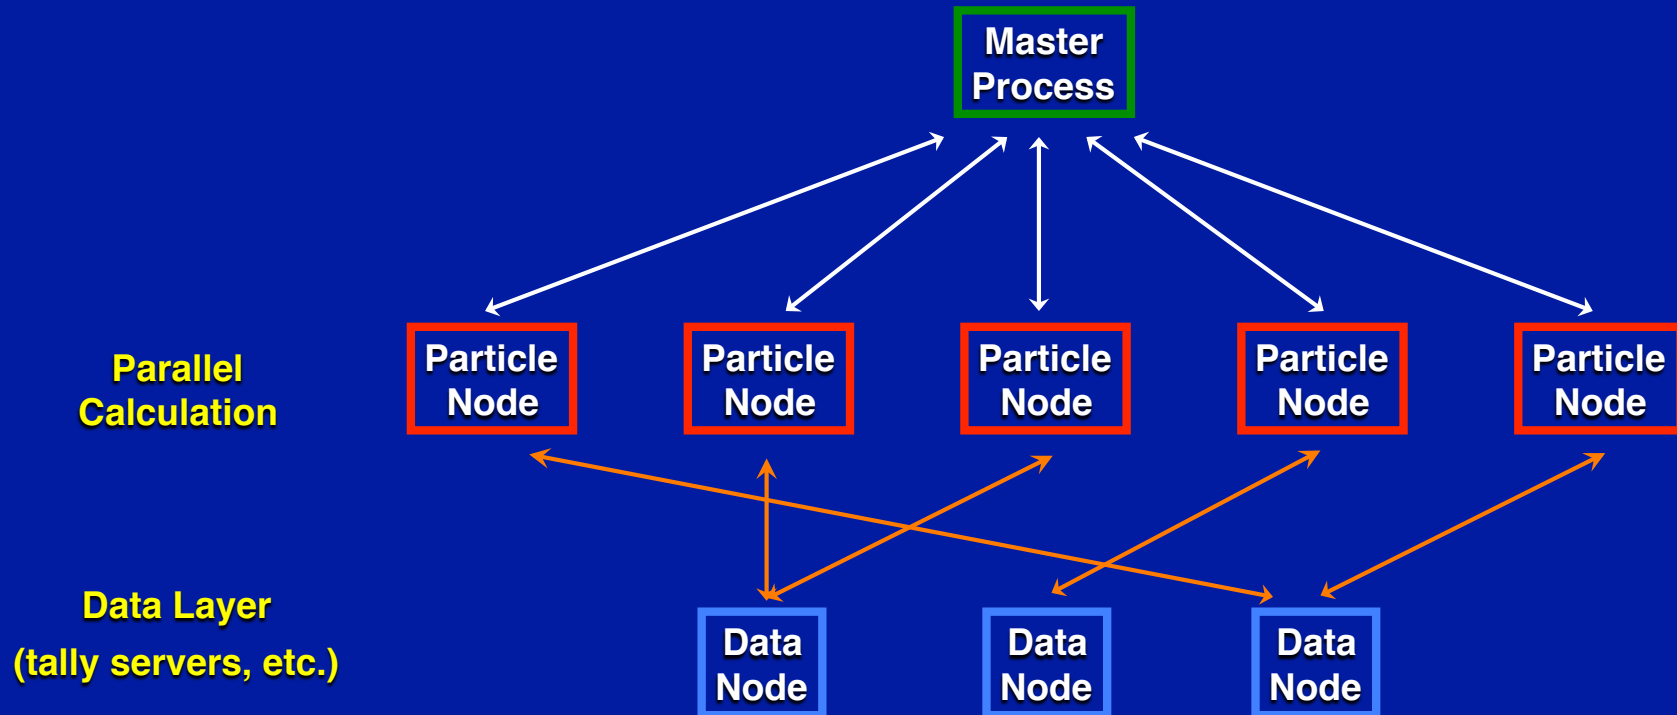 Master
Process
Parallel
Calculation
Particle
Node
Particle
Node
Particle
Node
Particle
Node
Particle
Node
Data Layer
(tally servers, etc.)
Data
Node
Data
Node
Data
Node